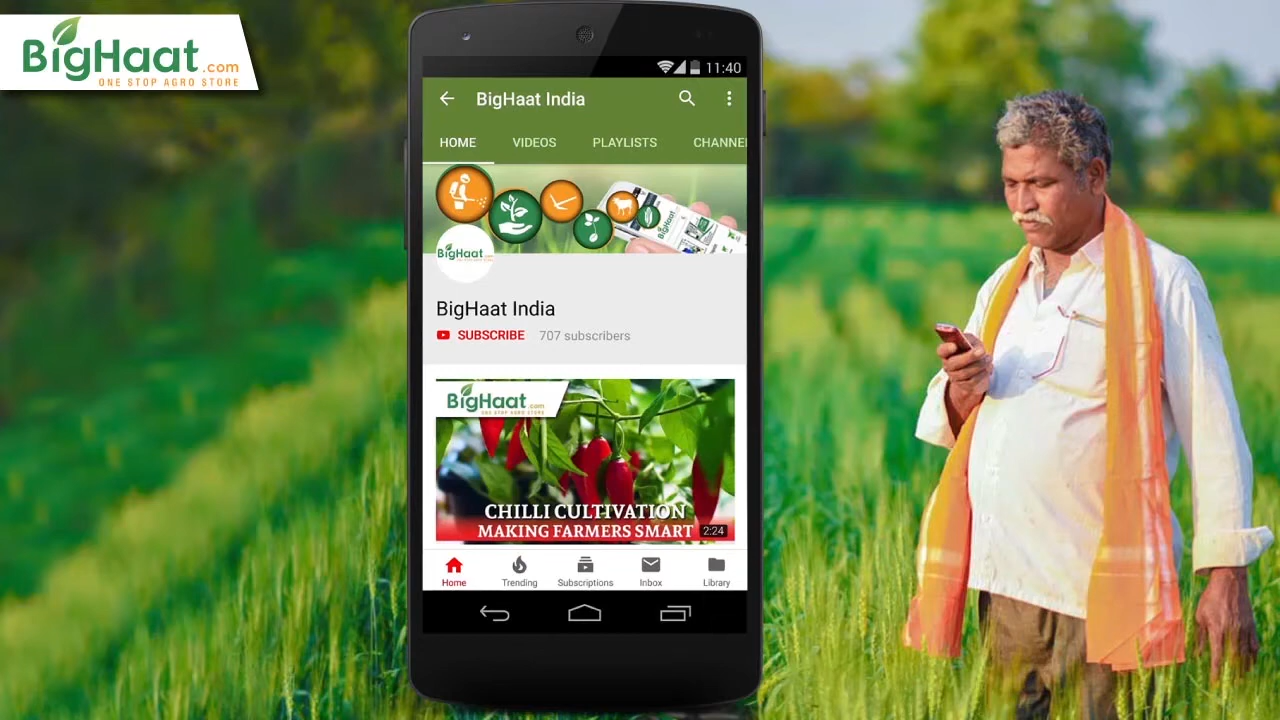 BigHaat.com
ONE STOP AGRO STORE
11:40
BigHaat India
HOME VIDEOS PLAYLISTS CHANNE
BigHaat
BigHaat India
SUBSCRIBE 707 subscribers
BigHaat.com
ONE STOP AGRO STORE
CHILLI CULTIVATION
MAKING FARMERS SMART
2:24
Home Trending Subscriptions Inbox Library